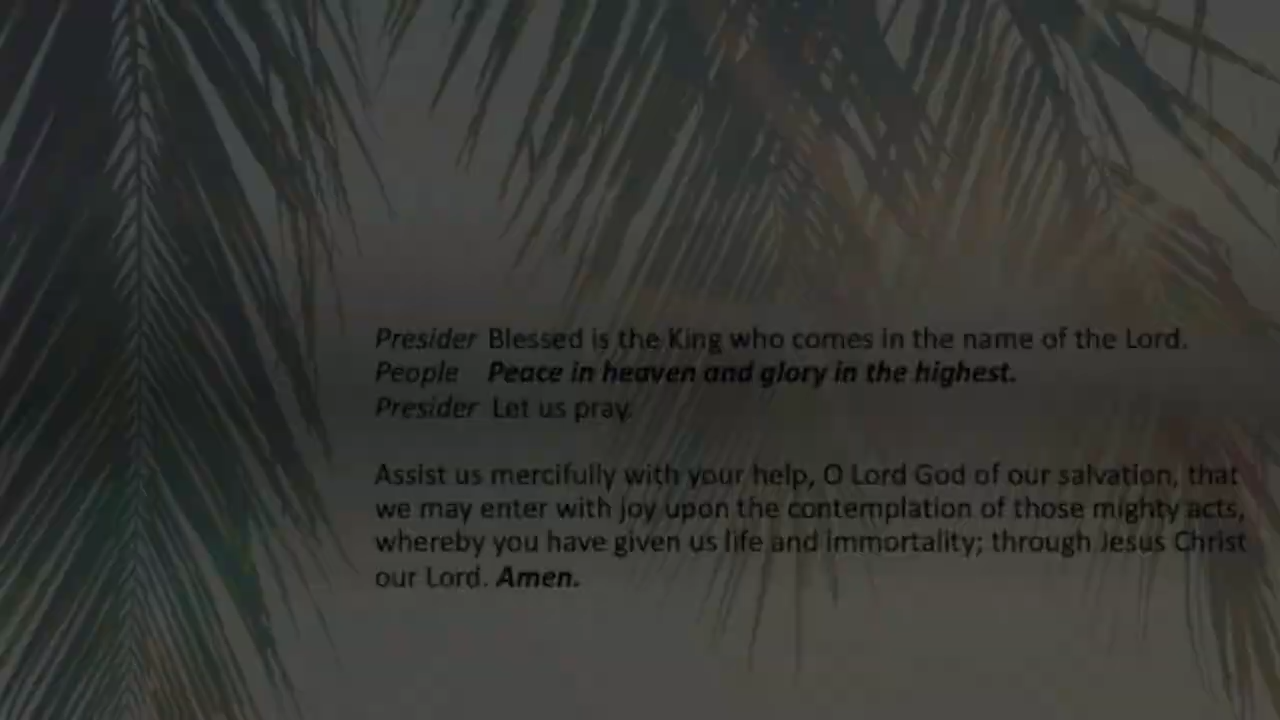 Presider Blessed is the King who comes in the name of the Lord.
People Peace in heaven and glory in the highest.
Presider Let us pray.
Assist us mercifully with your help, O Lord God of our salvation, that
we may enter with joy upon the contemplation of those mighty acts,
whereby you have given us life and immortality; through Jesus Christ
our Lord. Amen.